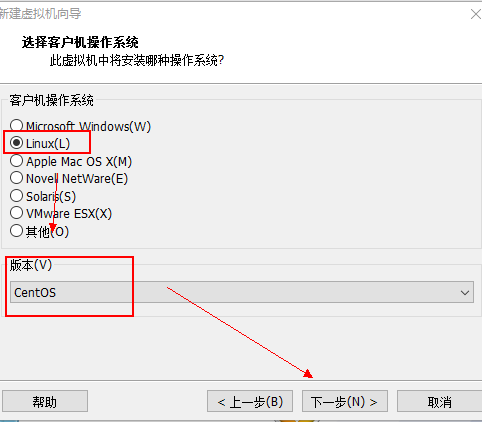 新建虚拟机向导
选择客户机操作系统
此虚拟机中将安装哪种操作系统?
客户机操作系统
Microsoft Windows(W)
Linux(L)
Apple Mac OS X(M)
Novell NetWare(E)
Solaris(S)
VMware ESX(X)
其他(O)
版本(V)
CentOS
帮助
< 上一步(B)
下一步(N) >
取消